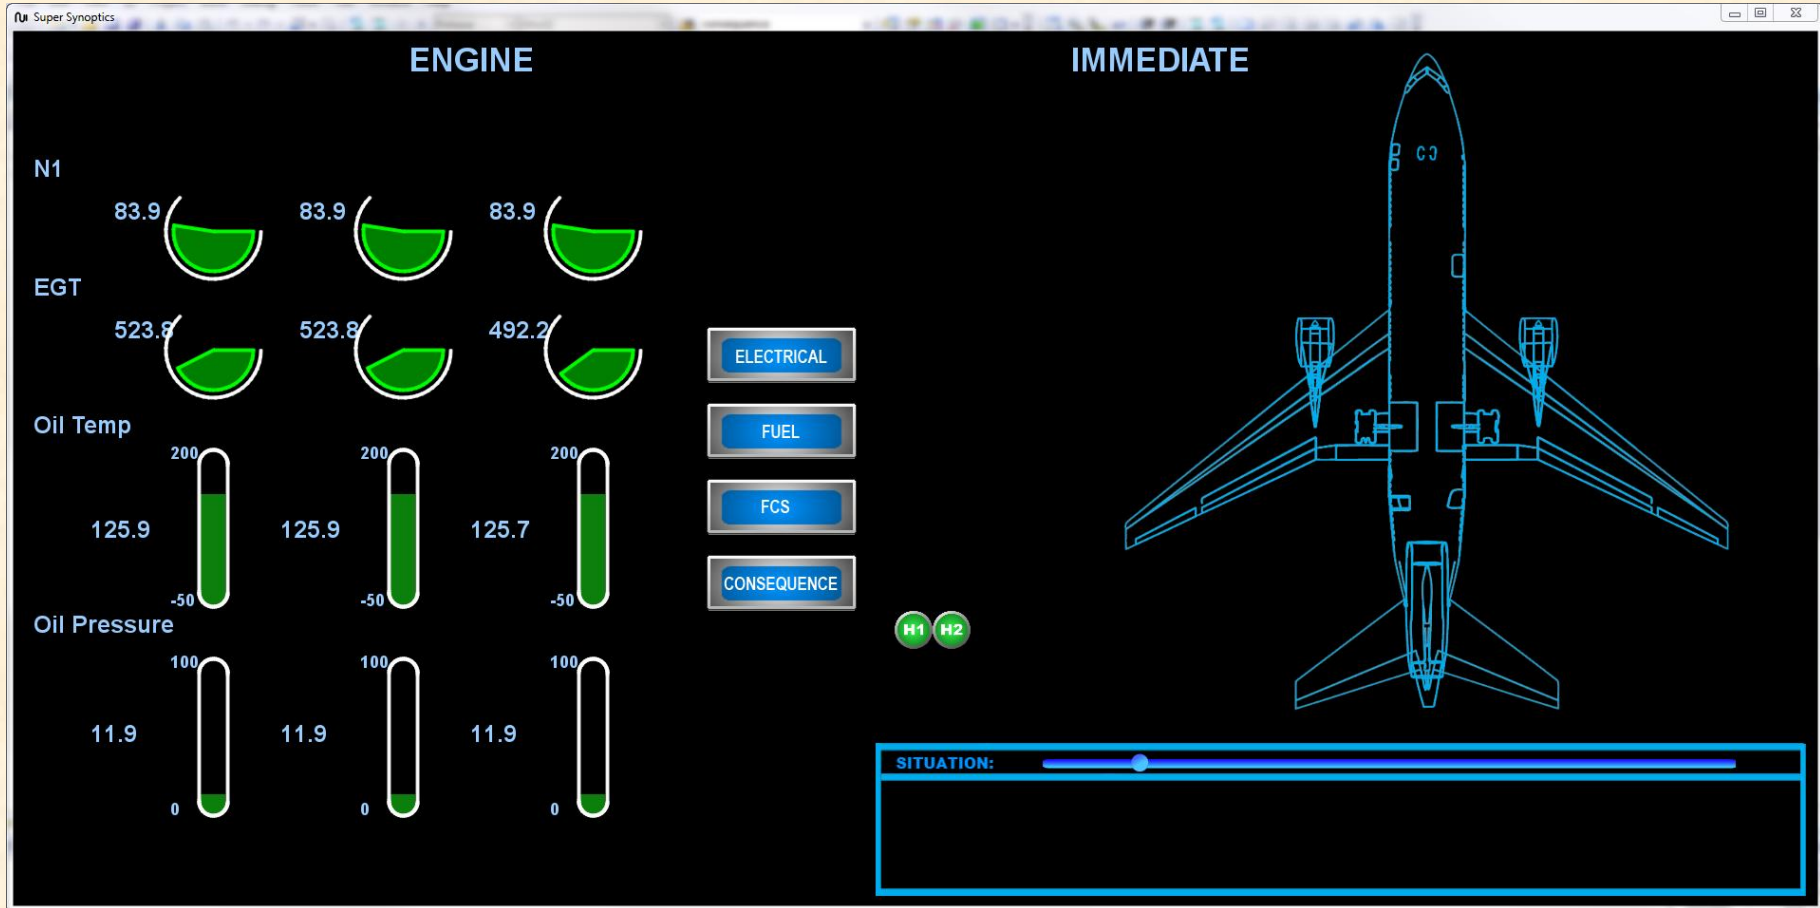 Super Synoptics
ENGINE
IMMEDIATE
N1
83.9 83.9 83.9
EGT
523.8 523.8 492.2
Oil Temp
200 200 200
125.9 125.9 125.7
-50 -50 -50
Oil Pressure
100 100 100
11.9 11.9 11.9
0 0 0
ELECTRICAL
FUEL
FCS
CONSEQUENCE
H1 H2
SITUATION: